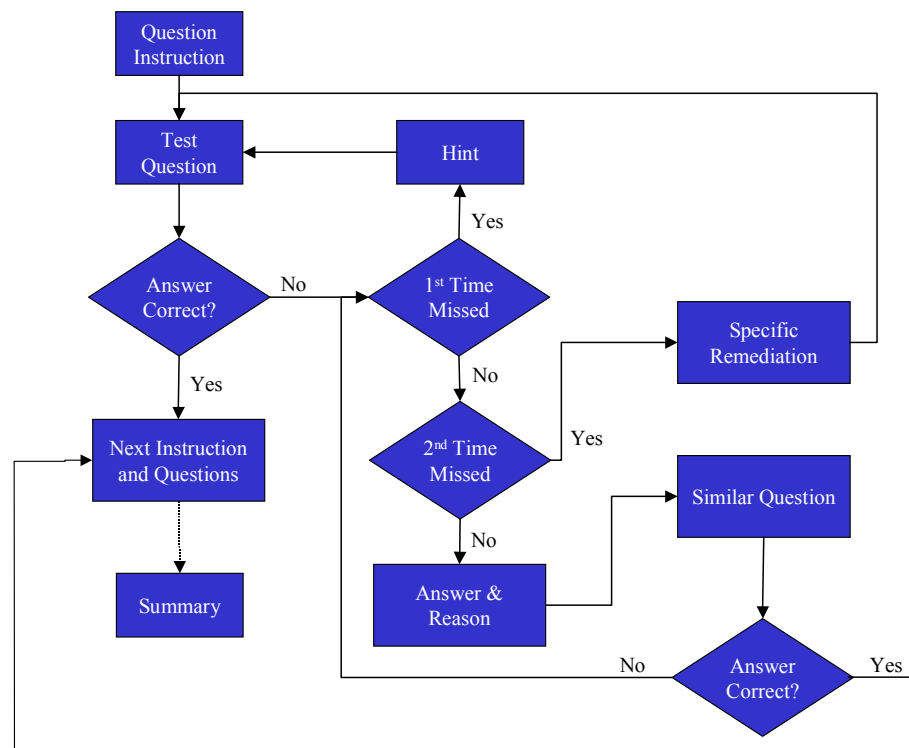 Question
Instruction
Test
Question
Hint
Yes
Answer
Correct?
No
1st Time
Missed
Specific
Remediation
Yes
No
Next Instruction
and Questions
2nd Time
Missed
Yes
Similar Question
No
Summary
Answer &
Reason
No
Answer
Correct?
Yes